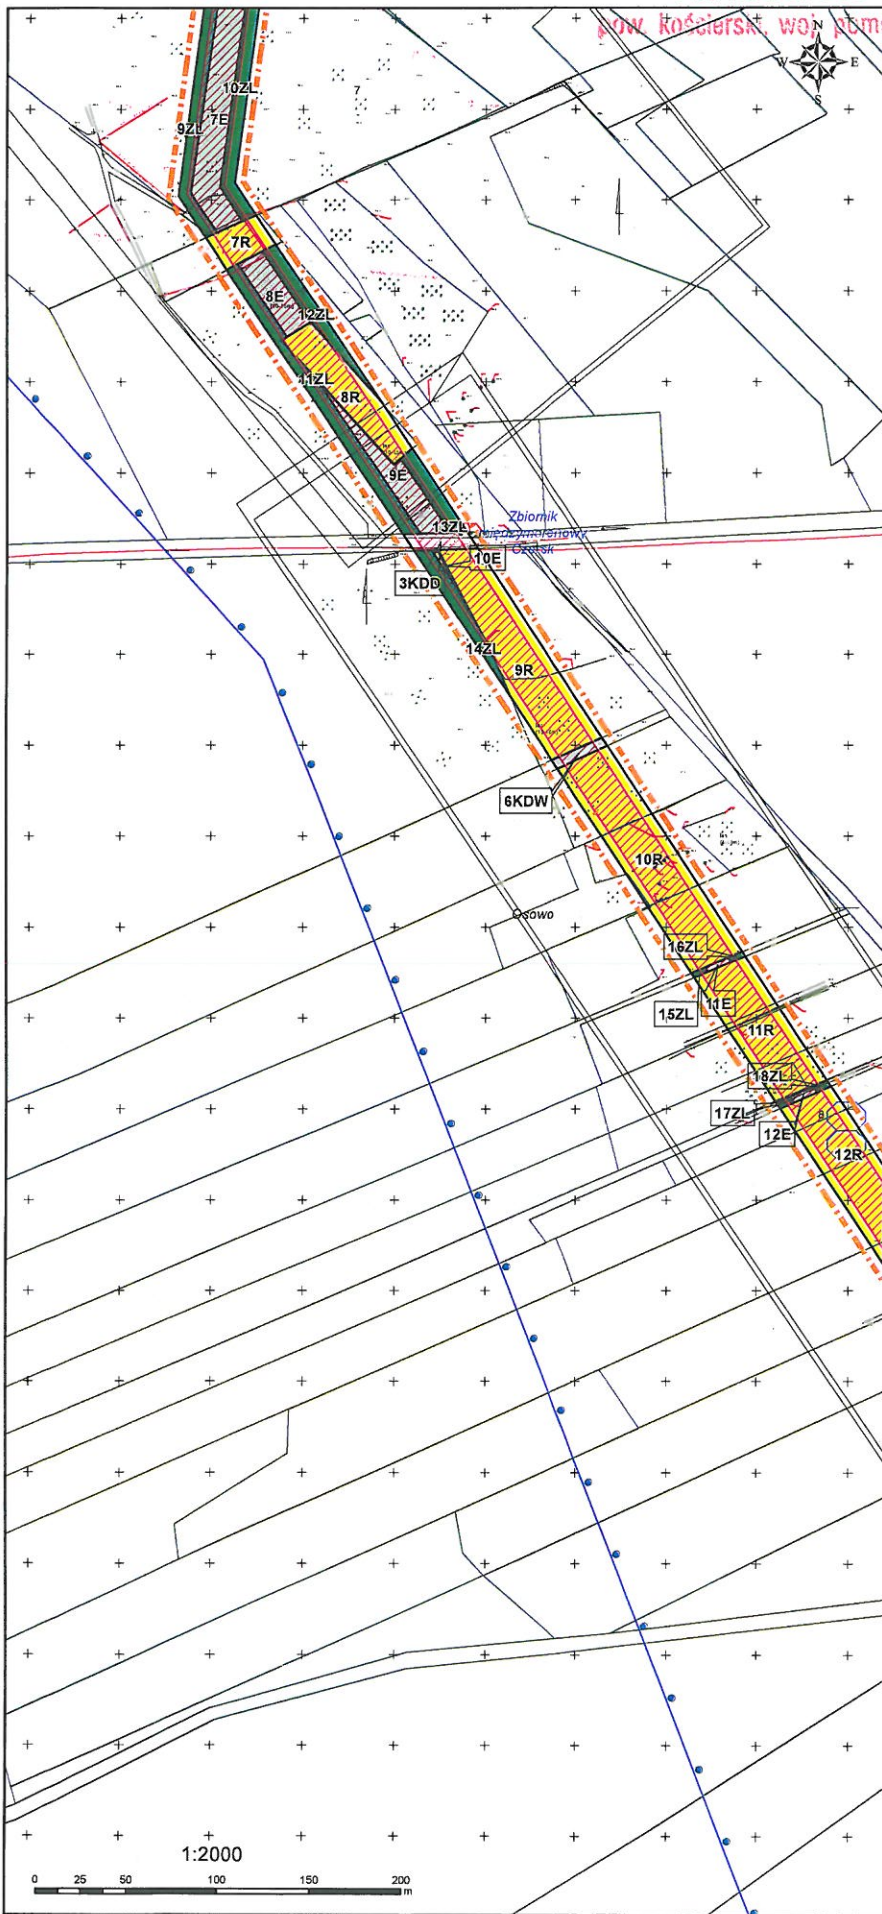 pow. kościerski, woj. pom
N
W E
S
10ZL
7
9ZL
7E
7R
8E
12ZL
11ZL
8R
9E
13ZL
Zbiornik
międzymorenowy
Czersk
10E
3KDD
14ZL
9R
6KDW
10R
Osowo
16ZL
11E
15ZL
11R
18ZL
17ZL
8
12E
12R
1:2000
0 25 50 100 150 200
m